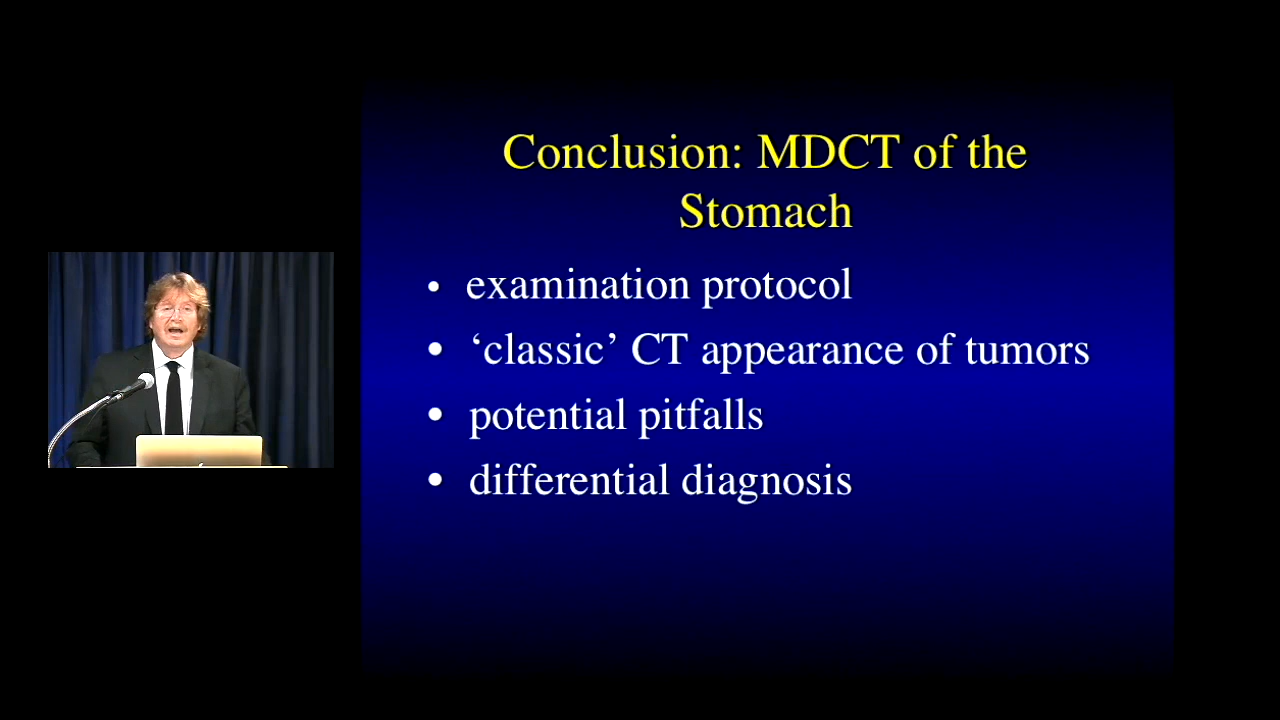 Conclusion: MDCT of the
Stomach
• examination protocol
• ‘classic’ CT appearance of tumors
• potential pitfalls
• differential diagnosis